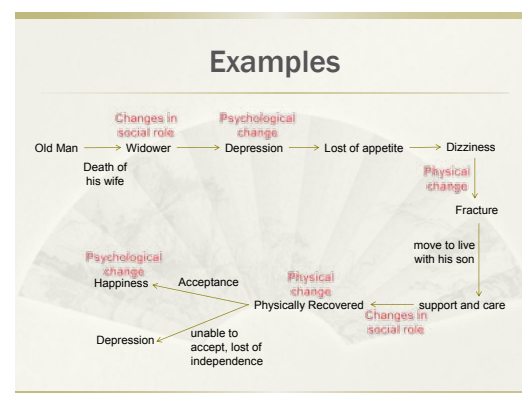 Examples
Changes in
social role
Psychological
change
Old Man
Widower
Depression
Lost of appetite
Dizziness
Death of
his wife
Physical
change
Fracture
move to live
with his son
Psychological
change
Happiness
Acceptance
Physical
change
Physically Recovered
support and care
Changes in
social role
Depression
unable to
accept, lost of
independence